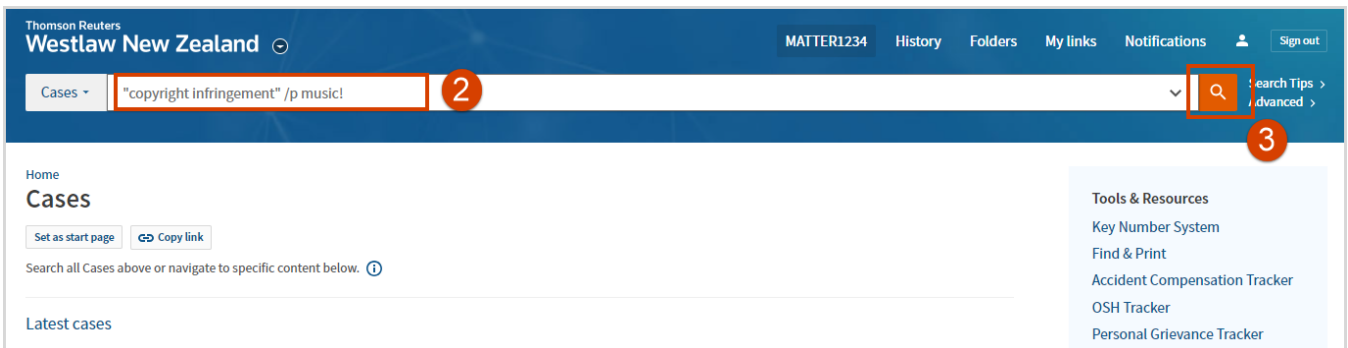 Thomson Reuters
Westlaw New Zealand
MATTER1234 History Folders My links Notifications Sign out
Cases "copyright infringement" /p music! 2
Search Tips >
Advanced >
3
Home
Cases
Set as start page Copy link
Search all Cases above or navigate to specific content below.
Latest cases
Tools & Resources
Key Number System
Find & Print
Accident Compensation Tracker
OSH Tracker
Personal Grievance Tracker